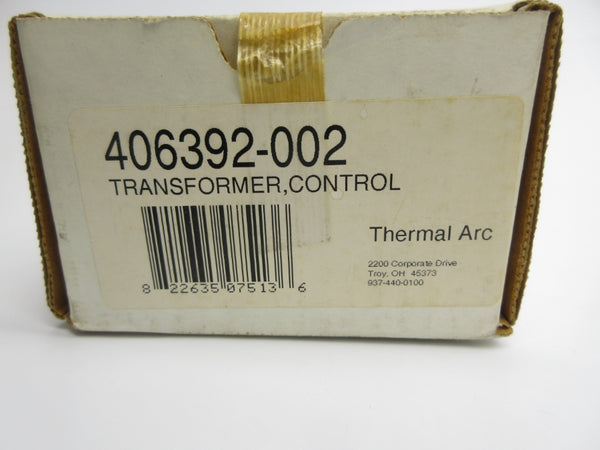 406392-002
TRANSFORMER,CONTROL
8 22635 07513 6
Thermal Arc
2200 Corporate Drive
Troy, OH 45373
937-440-0100